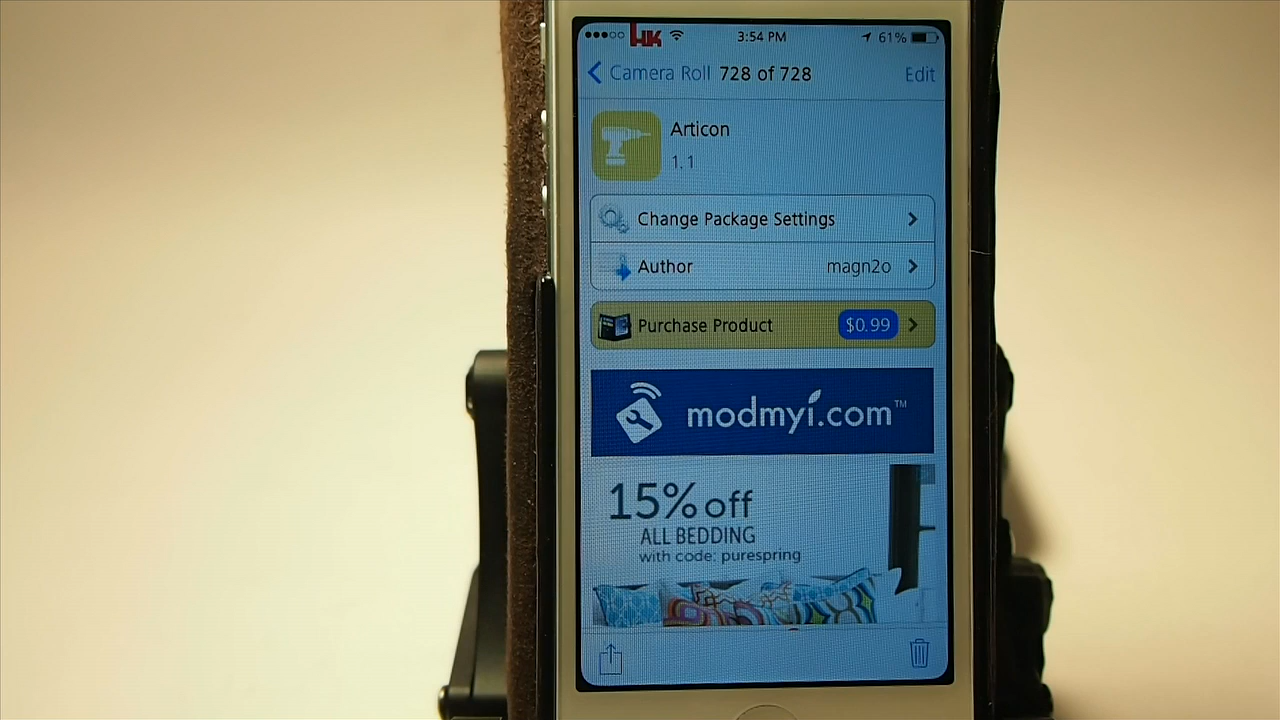 HK 3:54 PM 61%
Camera Roll 728 of 728 Edit
Articon
1.1
Change Package Settings
Author magn2o
Purchase Product $0.99
modmyi.com™
15% off
ALL BEDDING
with code: purespring